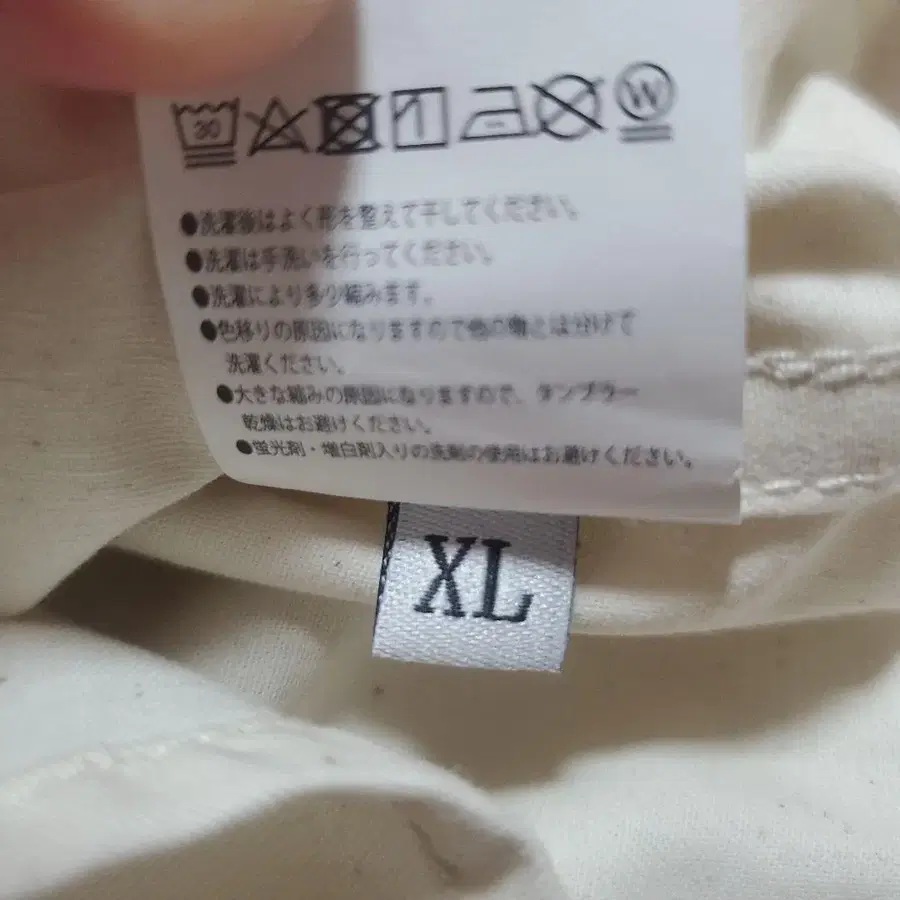 30 W
●洗濯後はよく形を整えて干してください。
●洗濯は手洗いを行ってください。
●洗濯により多少縮みます。
●色移りの原因になりますので他の物とは分けて
洗濯ください。
●大きな縮みの原因になりますので、タンブラー
乾燥はお避けください。
●蛍光剤・増白剤入りの洗剤の使用はお避けください。
XL